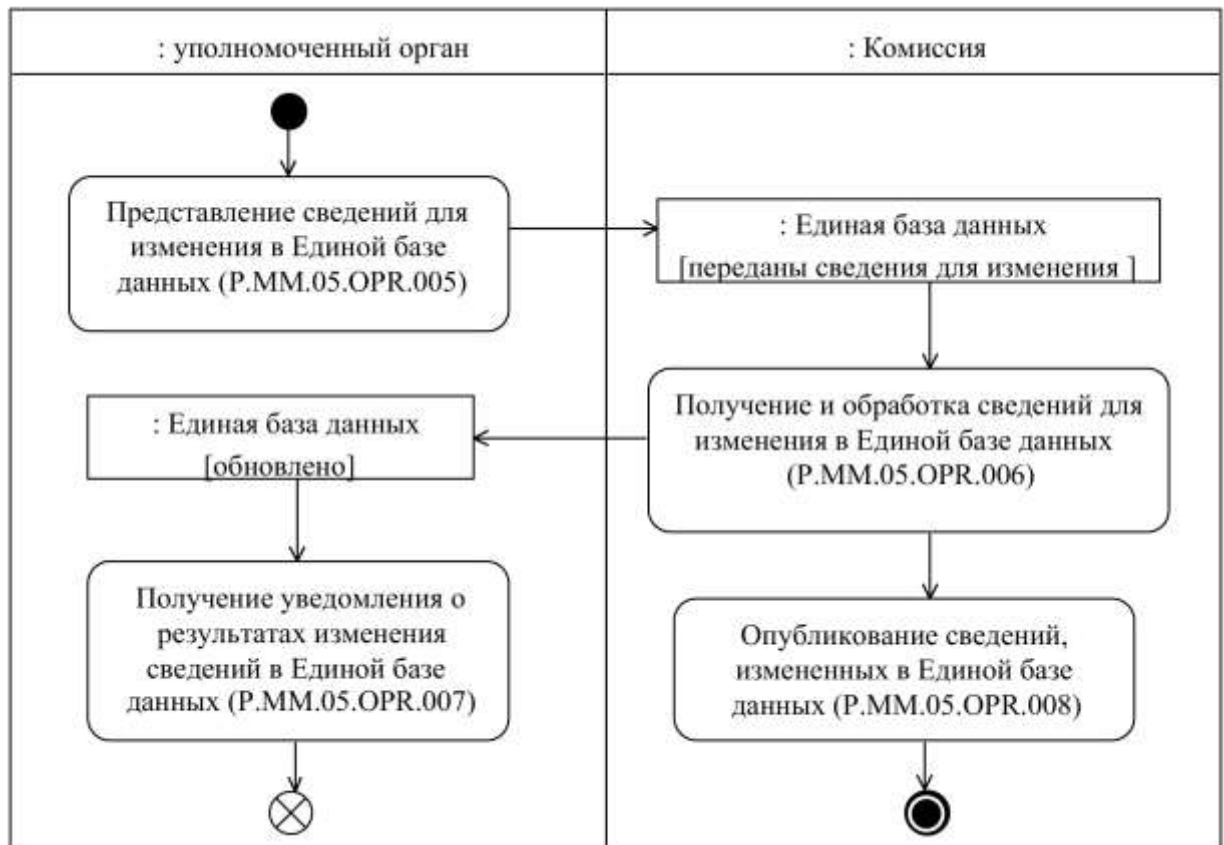 : уполномоченный орган
: Комиссия
Представление сведений для
изменения в Единой базе
данных (P.MM.05.OPR.005)
: Единая база данных
[переданы сведения для изменения ]
Получение и обработка сведений для
изменения в Единой базе данных
(P.MM.05.OPR.006)
: Единая база данных
[обновлено]
Получение уведомления о
результатах изменения
сведений в Единой базе
данных (P.MM.05.OPR.007)
Опубликование сведений,
измененных в Единой базе
данных (P.MM.05.OPR.008)